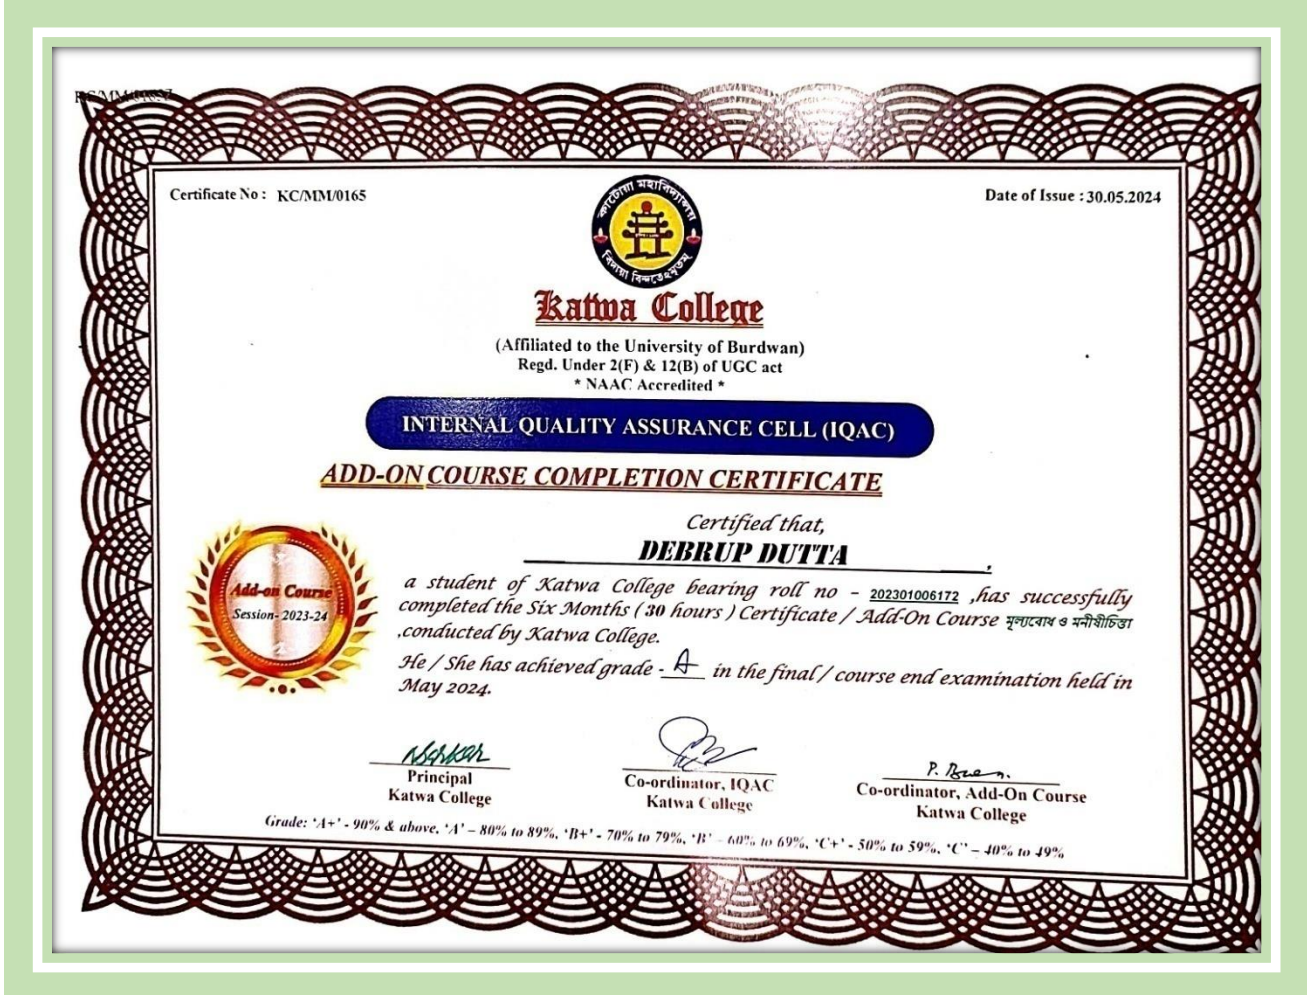 Certificate No : KC/MM/0165
Date of Issue : 30.05.2024
কাটোয়া মহাবিদ্যালয়
Katwa College
(Affiliated to the University of Burdwan)
Regd. Under 2(F) & 12(B) of UGC act
* NAAC Accredited *
INTERNAL QUALITY ASSURANCE CELL (IQAC)
ADD-ON COURSE COMPLETION CERTIFICATE
Certified that,
DEBRUP DUTTA ,
Add-on Course
Session- 2023-24
a student of Katwa College bearing roll no - 202301006172 ,has successfully
completed the Six Months ( 30 hours ) Certificate / Add-On Course মূল্যবোধ ও মনীষীচিন্তা
,conducted by Katwa College.
He / She has achieved grade - A in the final / course end examination held in
May 2024.
Principal
Katwa College
Co-ordinator, IQAC
Katwa College
P.
Co-ordinator, Add-On Course
Katwa College
Grade: 'A+' - 90% & above, 'A' – 80% to 89%, 'B+' - 70% to 79%, 'B' – 60% to 69%, 'C+' - 50% to 59%, 'C' – 40% to 49%